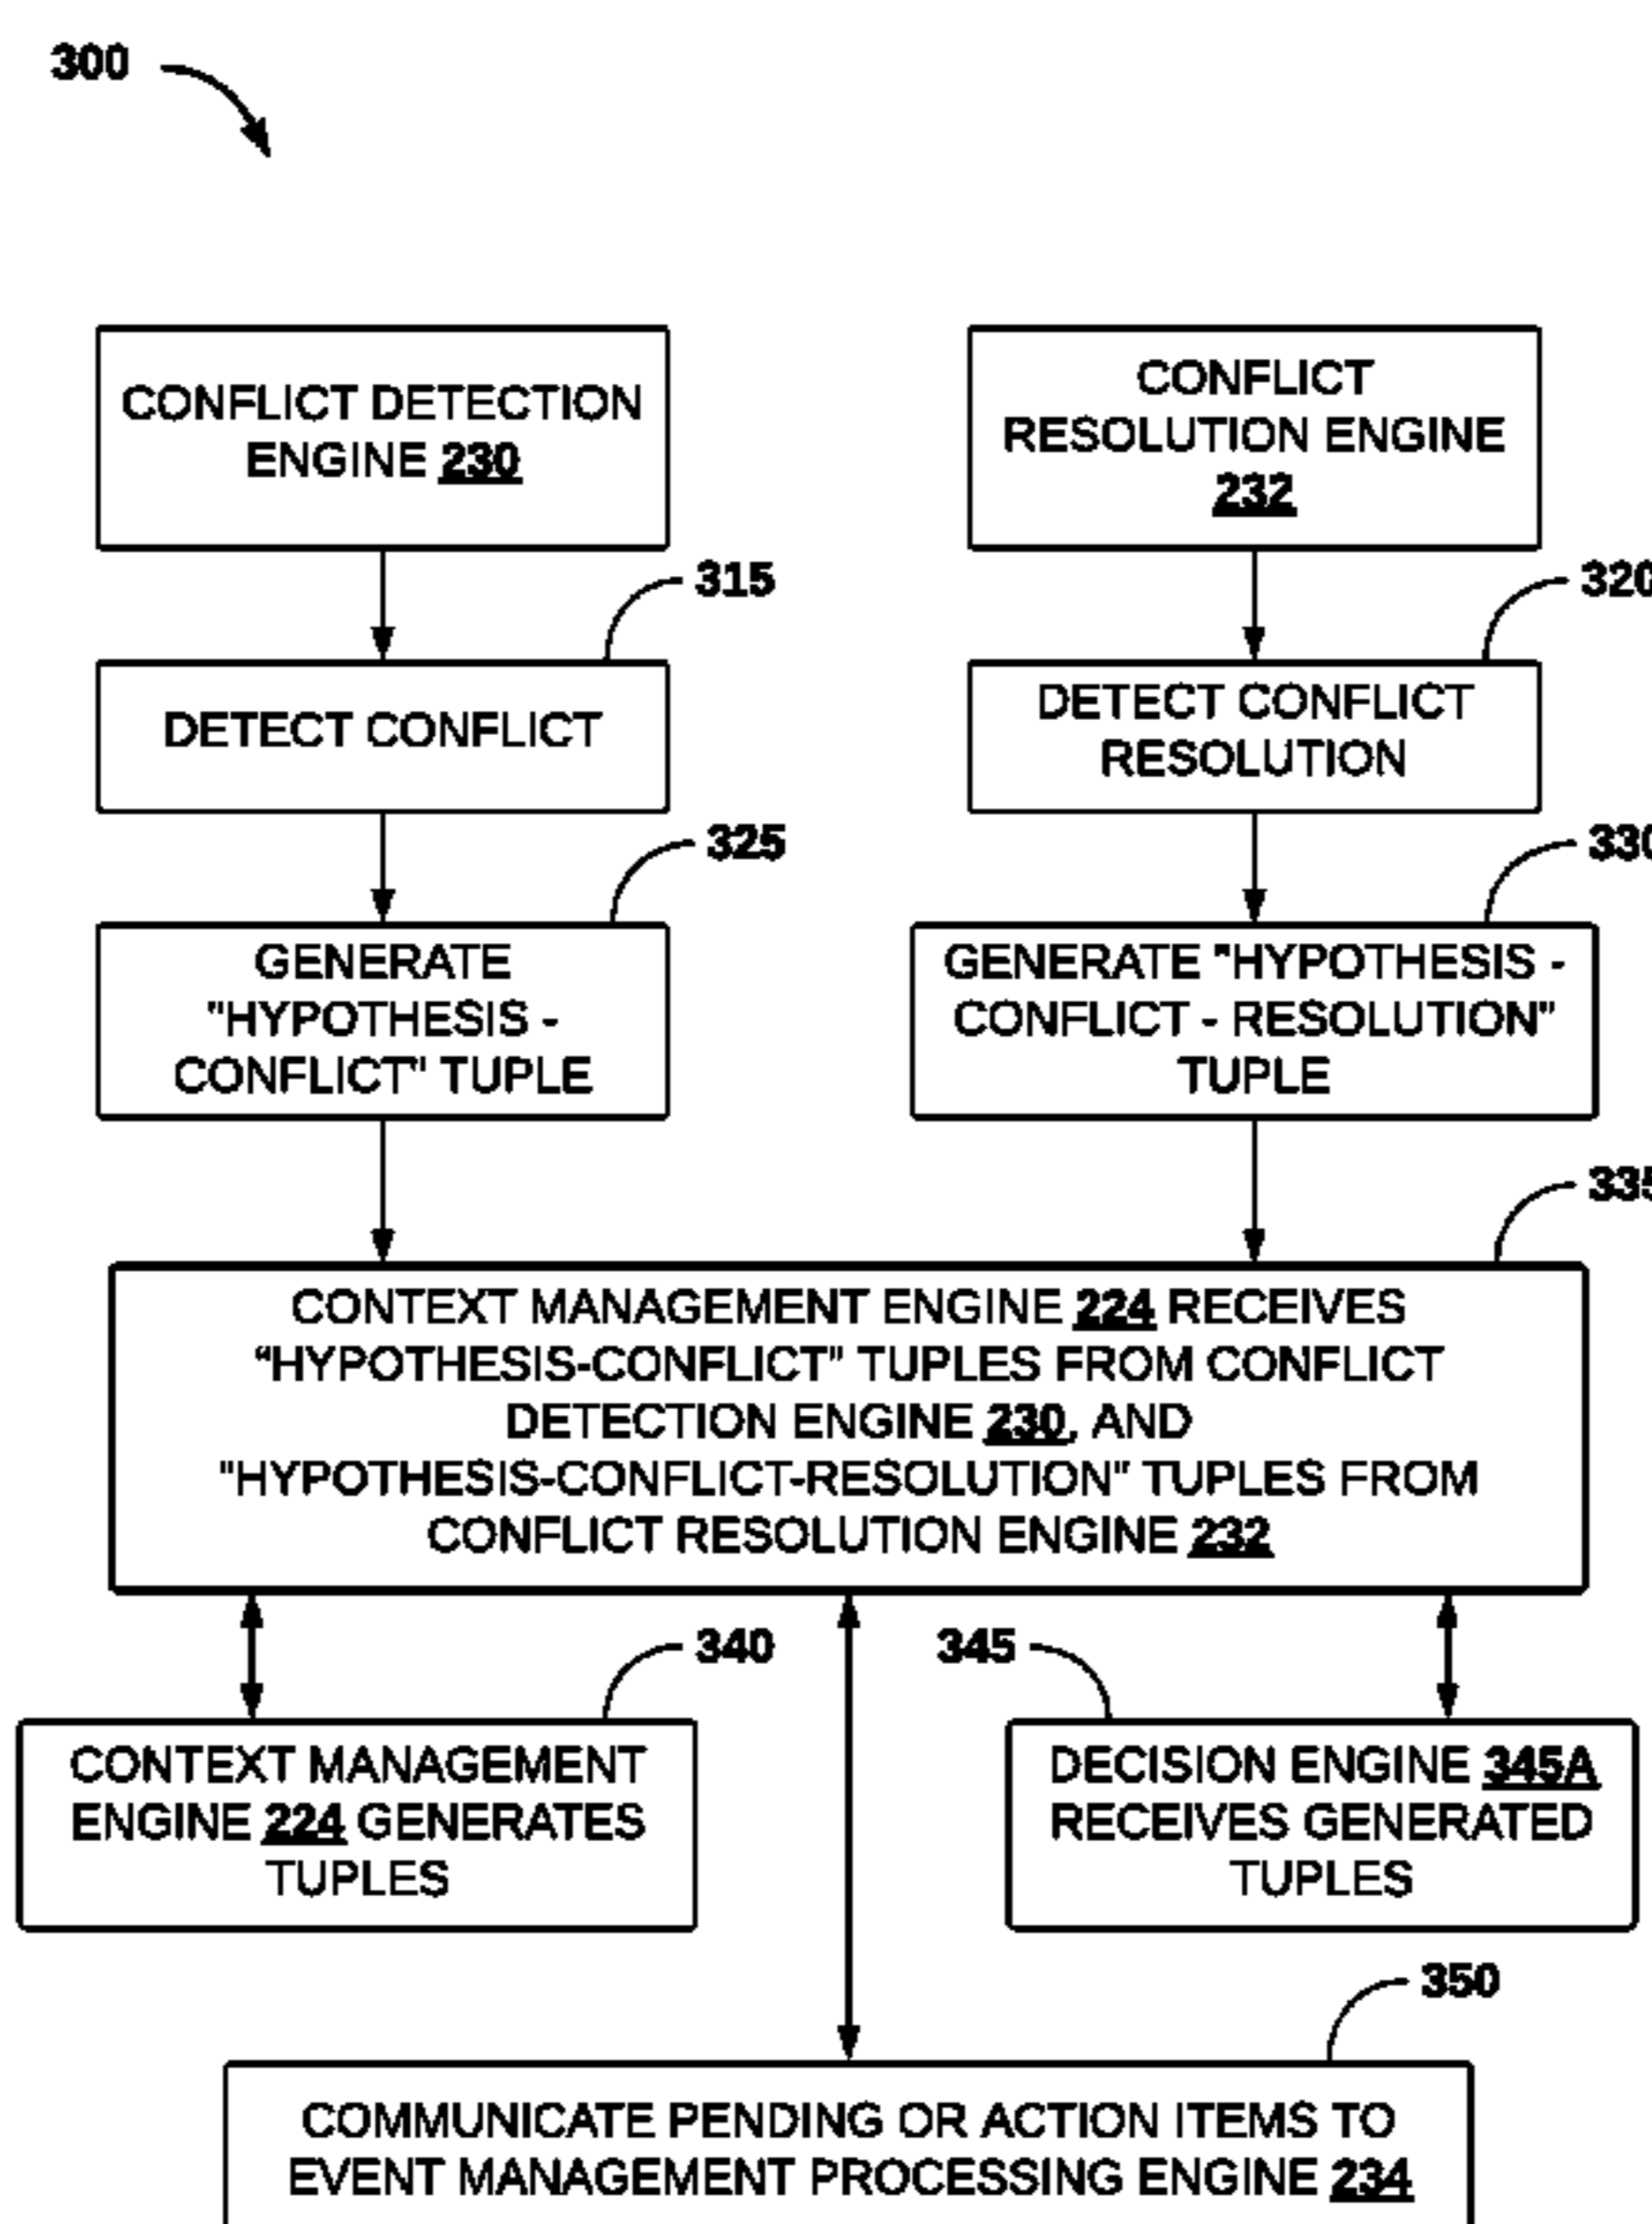 300
CONFLICT DETECTION
ENGINE 230
CONFLICT
RESOLUTION ENGINE
232
315
320
DETECT CONFLICT
DETECT CONFLICT
RESOLUTION
325
330
GENERATE
"HYPOTHESIS -
CONFLICT" TUPLE
GENERATE "HYPOTHESIS -
CONFLICT - RESOLUTION"
TUPLE
335
CONTEXT MANAGEMENT ENGINE 224 RECEIVES
“HYPOTHESIS-CONFLICT” TUPLES FROM CONFLICT
DETECTION ENGINE 230, AND
"HYPOTHESIS-CONFLICT-RESOLUTION" TUPLES FROM
CONFLICT RESOLUTION ENGINE 232
340
345
CONTEXT MANAGEMENT
ENGINE 224 GENERATES
TUPLES
DECISION ENGINE 345A
RECEIVES GENERATED
TUPLES
350
COMMUNICATE PENDING OR ACTION ITEMS TO
EVENT MANAGEMENT PROCESSING ENGINE 234